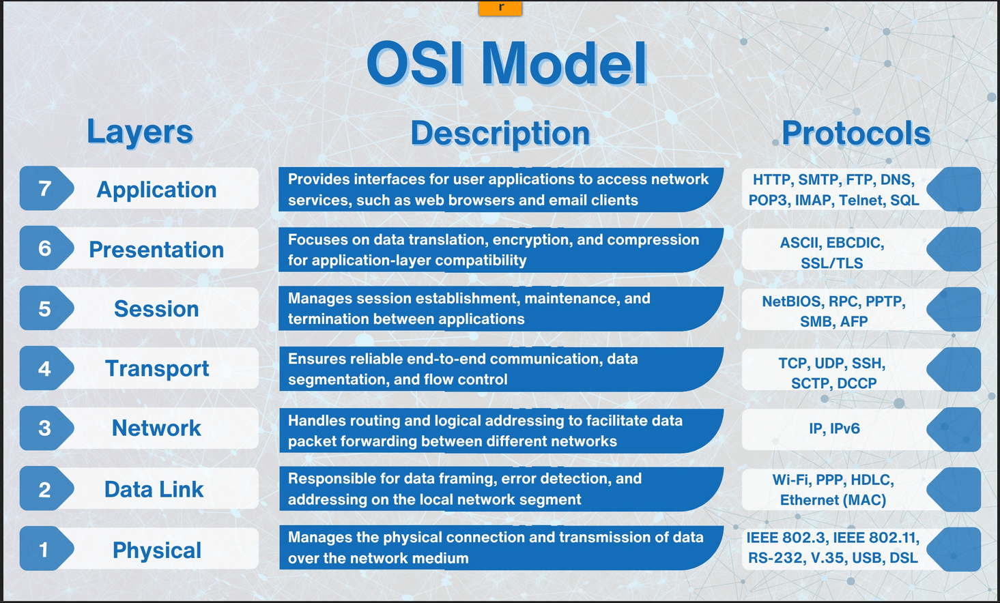 r
OSI Model
Layers
Description
Protocols
7
Application
Provides interfaces for user applications to access network
services, such as web browsers and email clients
HTTP, SMTP, FTP, DNS,
POP3, IMAP, Telnet, SQL
6
Presentation
Focuses on data translation, encryption, and compression
for application-layer compatibility
ASCII, EBCDIC,
SSL/TLS
5
Session
Manages session establishment, maintenance, and
termination between applications
NetBIOS, RPC, PPTP,
SMB, AFP
4
Transport
Ensures reliable end-to-end communication, data
segmentation, and flow control
TCP, UDP, SSH,
SCTP, DCCP
3
Network
Handles routing and logical addressing to facilitate data
packet forwarding between different networks
IP, IPv6
2
Data Link
Responsible for data framing, error detection, and
addressing on the local network segment
Wi-Fi, PPP, HDLC,
Ethernet (MAC)
1
Physical
Manages the physical connection and transmission of data
over the network medium
IEEE 802.3, IEEE 802.11,
RS-232, V.35, USB, DSL